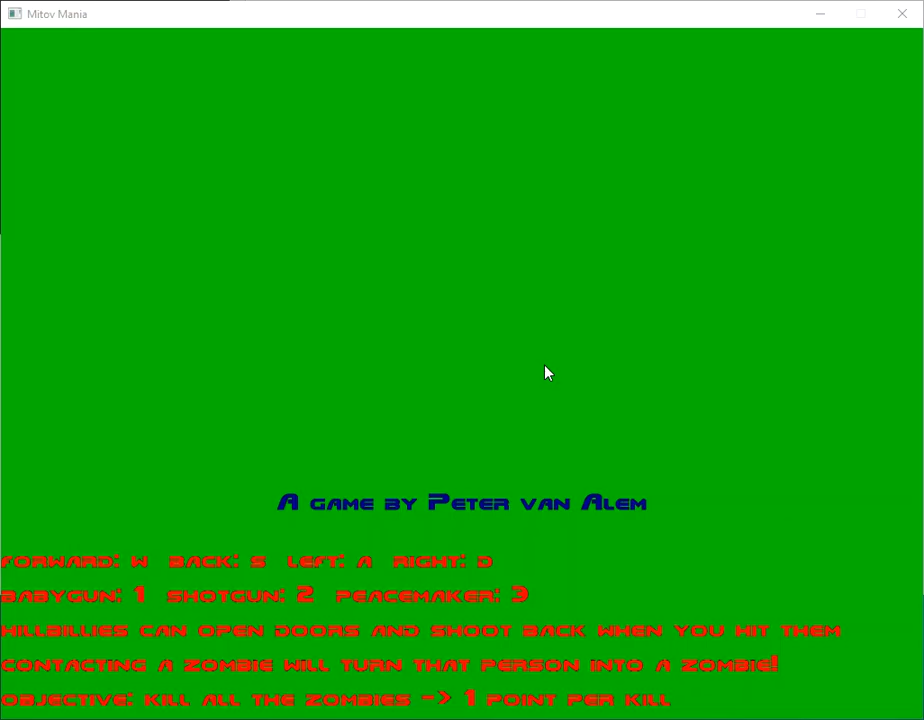 Mitov Mania
A game by Peter van Alem
forward: w back: s left: a right: d
babygun: 1 shotgun: 2 peacemaker: 3
hillbillies can open doors and shoot back when you hit them
contacting a zombie will turn that person into a zombie!
objective: kill all the zombies -> 1 point per kill